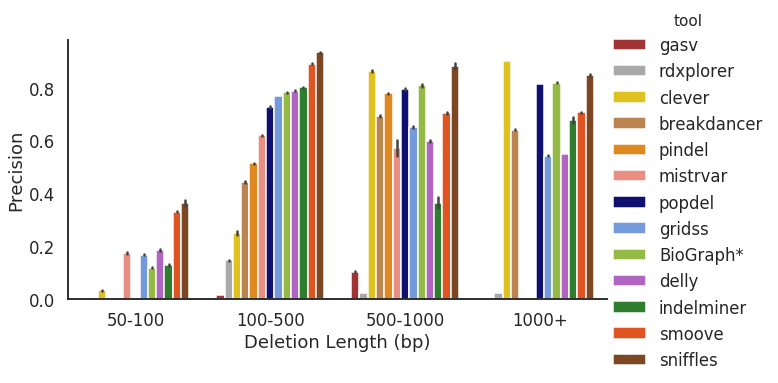 tool
gasv
rdxplorer
clever
breakdancer
pindel
mistrvar
popdel
gridss
BioGraph*
delly
indelminer
smoove
sniffles
Precision
0.8
0.6
0.4
0.2
0.0
50-100 100-500 500-1000 1000+
Deletion Length (bp)